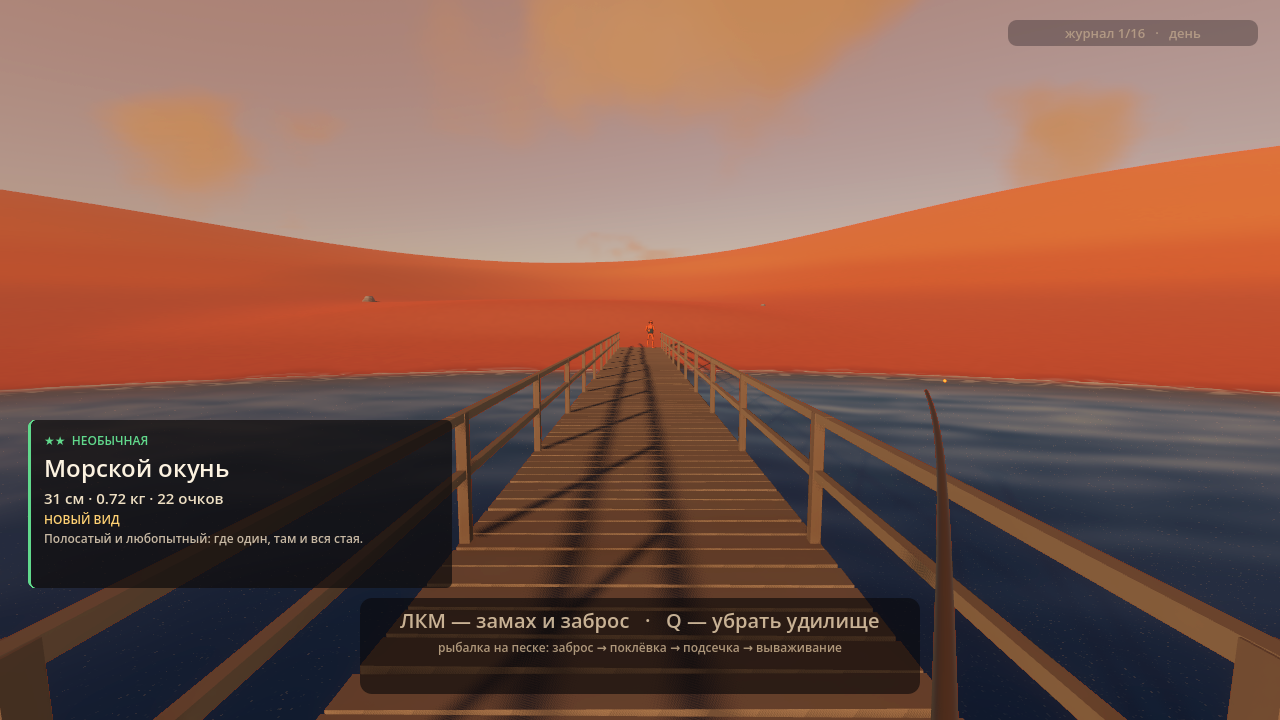 журнал 1/16 · день
★★ НЕОБЫЧНАЯ
Морской окунь
31 см · 0.72 кг · 22 очков
НОВЫЙ ВИД
Полосатый и любопытный: где один, там и вся стая.
ЛКМ — замах и заброс · Q — убрать удилище
рыбалка на песке: заброс → поклёвка → подсечка → вываживание